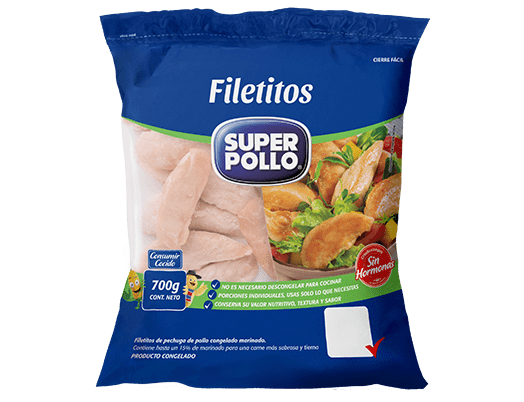 CIERRE FÁCIL
Filetitos
SUPER
POLLO®
Consumir
Cocido
700g
CONT. NETO
Sin
Hormonas
NO ES NECESARIO DESCONGELAR PARA COCINAR
PORCIONES INDIVIDUALES, USAS SOLO LO QUE NECESITAS
CONSERVA SU VALOR NUTRITIVO, TEXTURA Y SABOR
Filetitos de pechuga de pollo congelado marinado.
Contiene hasta un 15% de marinado para una carne más sabrosa y tierna
PRODUCTO CONGELADO